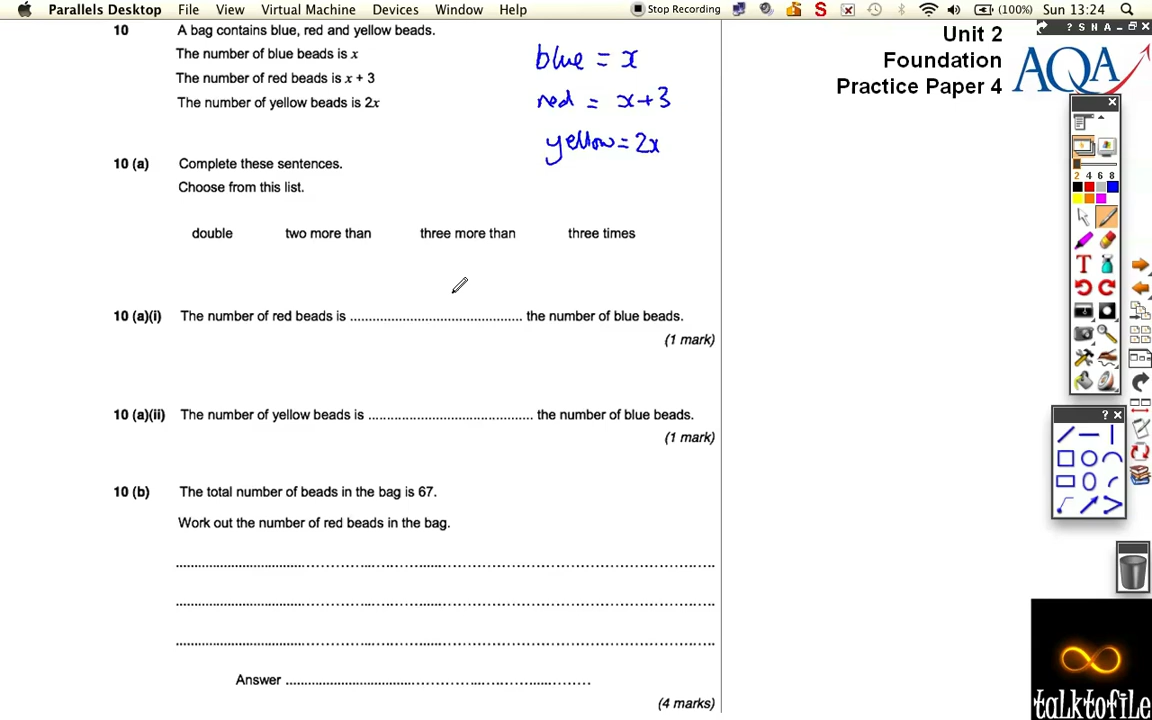 Parallels Desktop File View Virtual Machine Devices Window Help Stop Recording S (100%) Sun 13:24
? S N A
10 A bag contains blue, red and yellow beads.
The number of blue beads is x
The number of red beads is x + 3
The number of yellow beads is 2x
blue = x
red = x+3
yellow = 2x
Unit 2
Foundation
Practice Paper 4
AQA
10 (a) Complete these sentences.
Choose from this list.
double two more than three more than three times
10 (a)(i) The number of red beads is ............................................. the number of blue beads.
(1 mark)
10 (a)(ii) The number of yellow beads is ........................................... the number of blue beads.
(1 mark)
10 (b) The total number of beads in the bag is 67.
Work out the number of red beads in the bag.
Answer ................................................................................
(4 marks)
2 4 6 8
T
?
talktofile